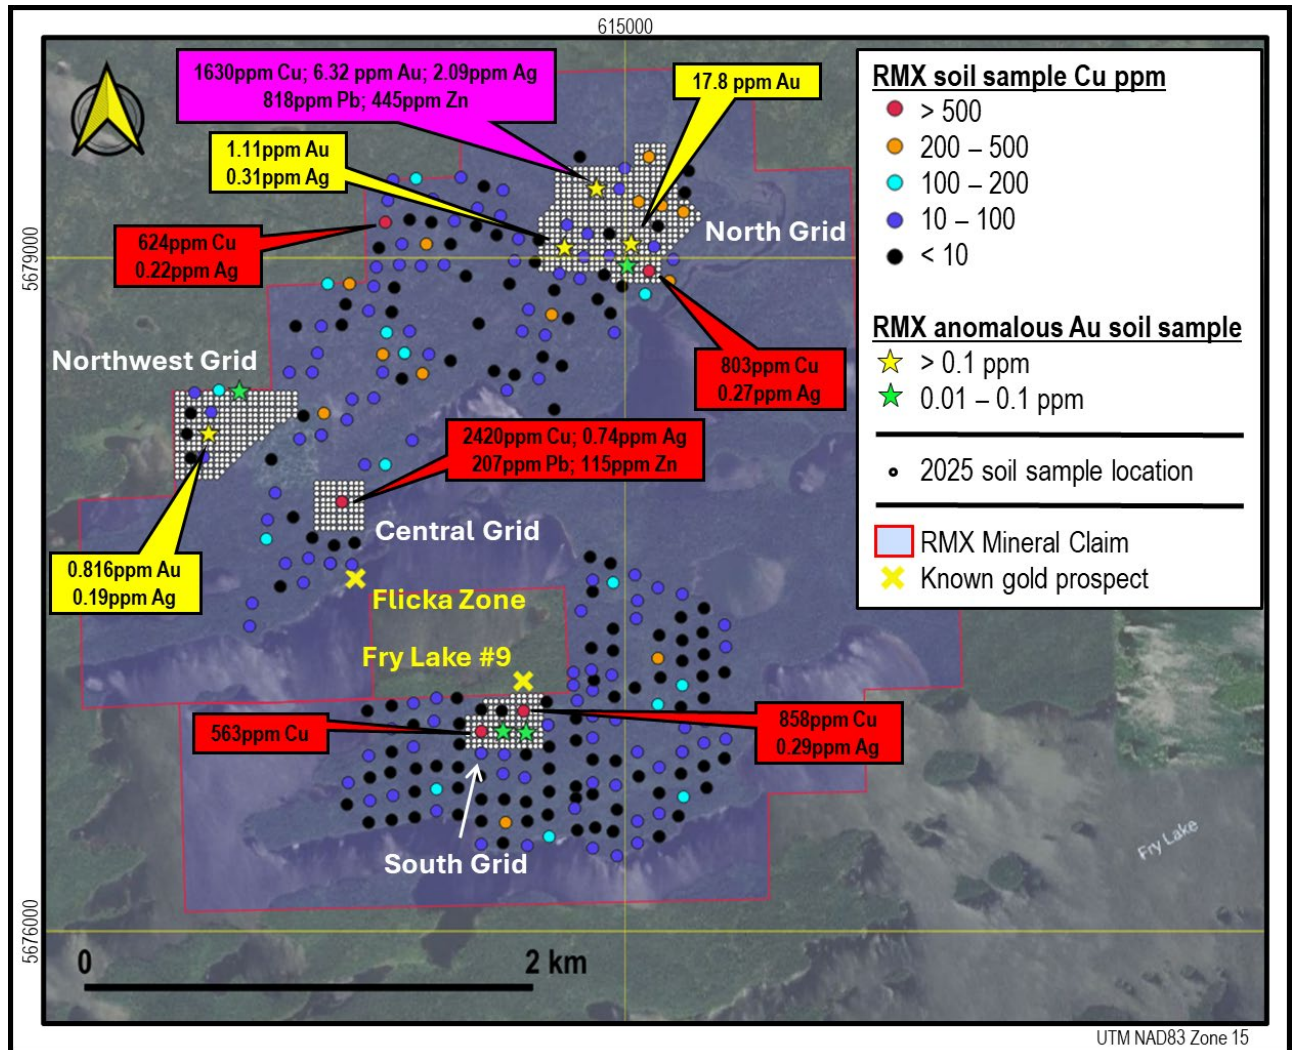 615000
1630ppm Cu; 6.32 ppm Au; 2.09ppm Ag
818ppm Pb; 445ppm Zn
17.8 ppm Au
1.11ppm Au
0.31ppm Ag
624ppm Cu
0.22ppm Ag
North Grid
5679000
Northwest Grid
803ppm Cu
0.27ppm Ag
2420ppm Cu; 0.74ppm Ag
207ppm Pb; 115ppm Zn
Central Grid
0.816ppm Au
0.19ppm Ag
Flicka Zone
Fry Lake #9
563ppm Cu
858ppm Cu
0.29ppm Ag
South Grid
Fry Lake
5676000
0
2 km
RMX soil sample Cu ppm
> 500
200 – 500
100 – 200
10 – 100
< 10
RMX anomalous Au soil sample
> 0.1 ppm
0.01 – 0.1 ppm
2025 soil sample location
RMX Mineral Claim
Known gold prospect
UTM NAD83 Zone 15